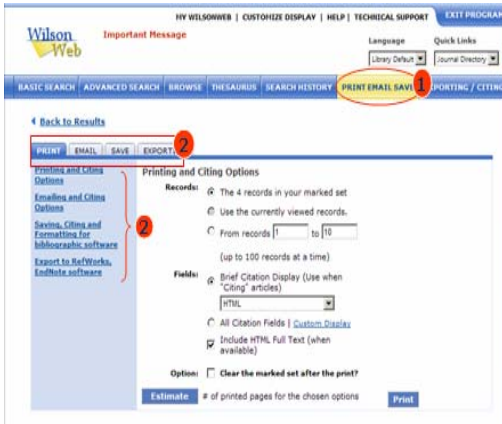 MY WILSONWEB | CUSTOMIZE DISPLAY | HELP | TECHNICAL SUPPORT EXIT PROGRAM
Wilson
Web
Important Message
Language Quick Links
Library Default Journal Directory
BASIC SEARCH ADVANCED SEARCH BROWSE THESAURUS SEARCH HISTORY PRINT EMAIL SAVE 1 EXPORTING / CITING
Back to Results
PRINT EMAIL SAVE EXPORT 2
Printing and Citing
Options
Emailing and Citing
Options
Saving, Citing and
Formatting for
bibliographic software
Export to RefWorks,
EndNote software
2
Printing and Citing Options
Records: The 4 records in your marked set
Use the currently viewed records.
From records 1 to 10
(up to 100 records at a time)
Fields: Brief Citation Display (Use when
"Citing" articles)
HTML
All Citation Fields | Custom Display
Include HTML Full Text (when
available)
Option: Clear the marked set after the print?
Estimate # of printed pages for the chosen options Print